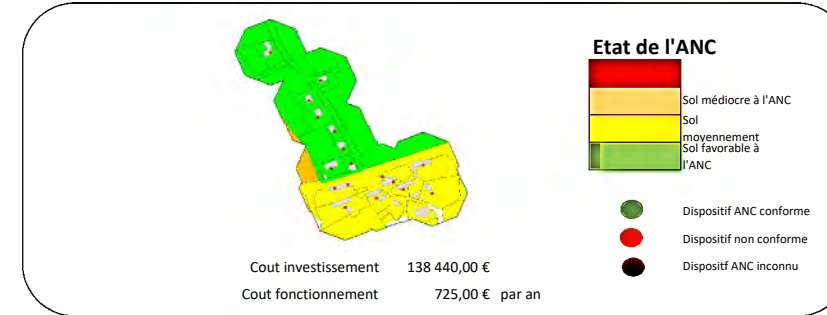 Etat de l'ANC
Sol médiocre à l'ANC
Sol
moyennement
Sol favorable à
l'ANC
Dispositif ANC conforme
Dispositif non conforme
Dispositf ANC inconnu
Cout investissement 138 440,00 €
Cout fonctionnement 725,00 € par an